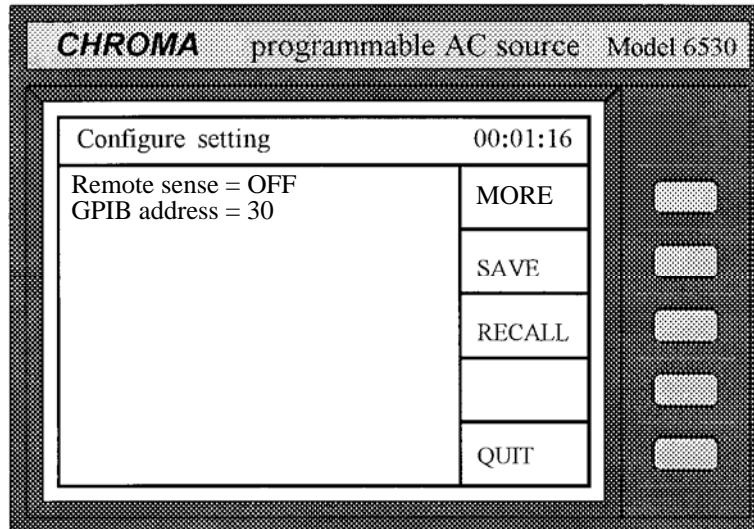 CHROMA programmable AC source Model 6530
Configure setting 00:01:16
Remote sense = OFF
GPIB address = 30
MORE
SAVE
RECALL
QUIT